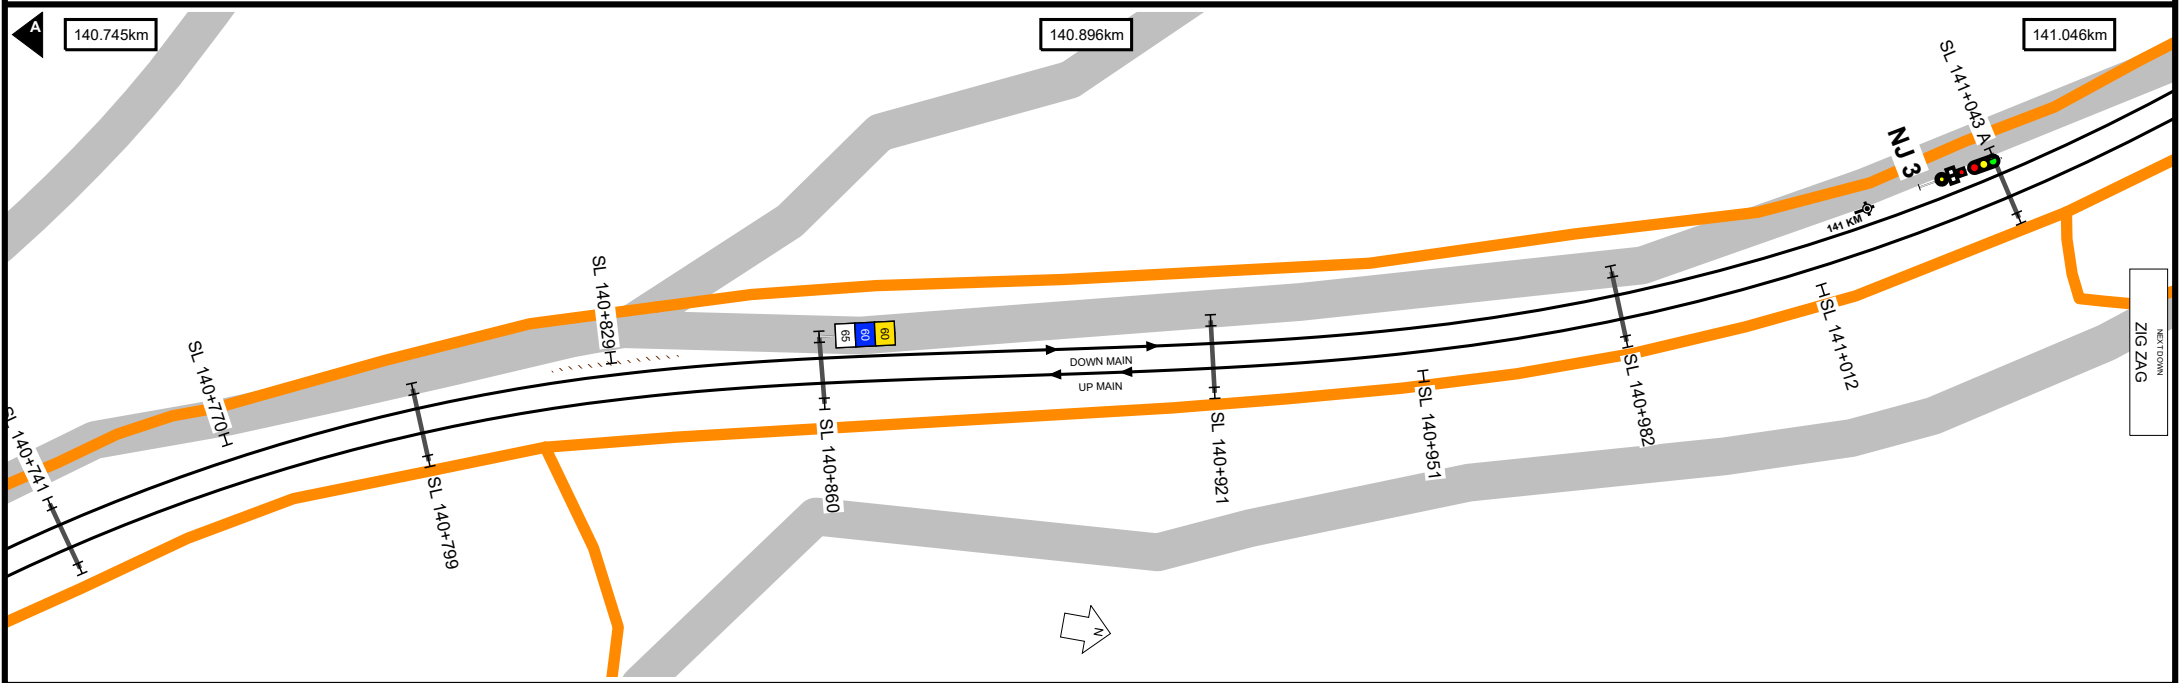 A
140.745km
140.896km
141.046km
SL 141+043 A
NJ 3
141 KM
SL 140+829
SL 140+770
SL 140+741
65
60
60
DOWN MAIN
UP MAIN
SL 140+799
SL 140+860
SL 140+921
SL 140+951
SL 140+982
SL 141+012
NEXT DOWN
ZIG ZAG
N